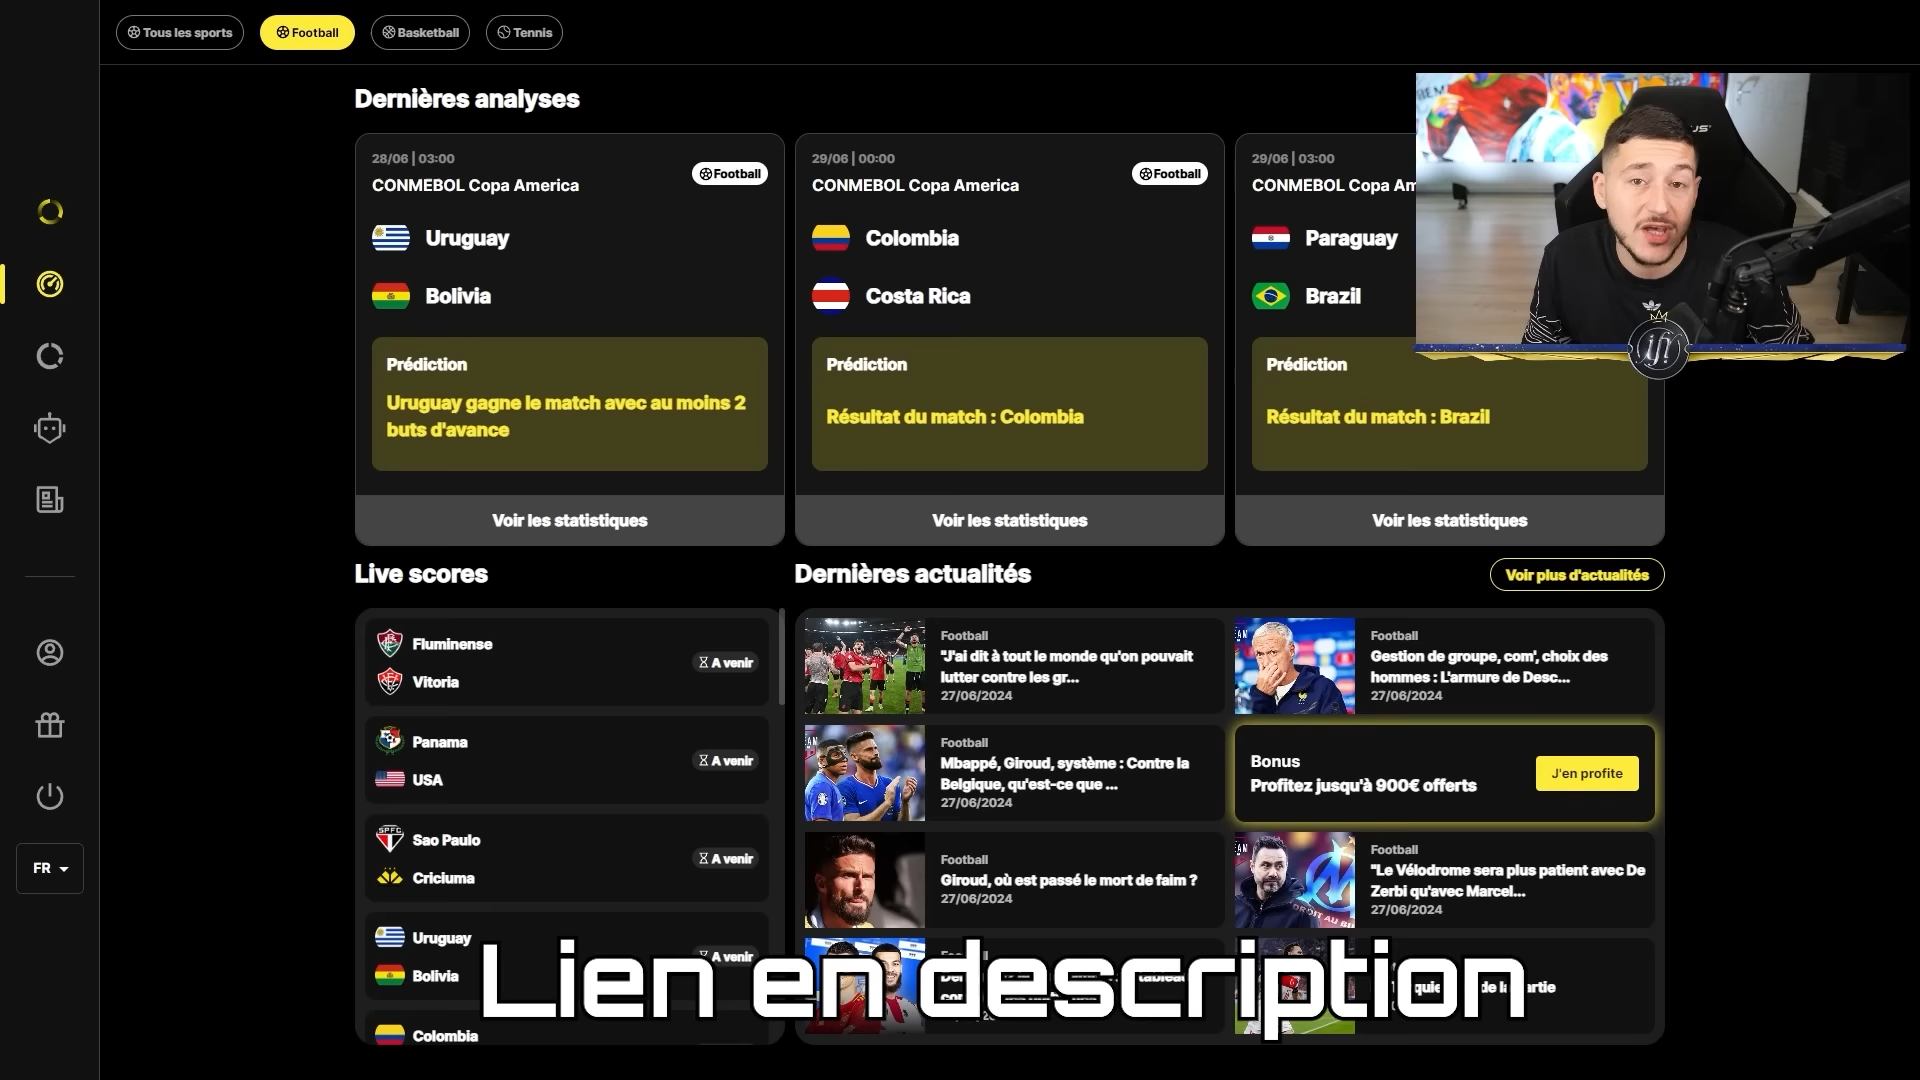 Tous les sports
Football
Basketball
Tennis
Dernières analyses
28/06 | 03:00
CONMEBOL Copa America
Football
Uruguay
Bolivia
Prédiction
Uruguay gagne le match avec au moins 2
buts d'avance
Voir les statistiques
29/06 | 00:00
CONMEBOL Copa America
Football
Colombia
Costa Rica
Prédiction
Résultat du match : Colombia
Voir les statistiques
29/06 | 03:00
CONMEBOL Copa Am
Paraguay
Brazil
Prédiction
Résultat du match : Brazil
Voir les statistiques
Live scores
Fluminense
Vitoria
A venir
Panama
USA
A venir
Sao Paulo
Criciuma
A venir
Uruguay
Bolivia
A venir
Colombia
Dernières actualités
Voir plus d'actualités
Football
"J'ai dit à tout le monde qu'on pouvait
lutter contre les gr...
27/06/2024
Football
Gestion de groupe, com', choix des
hommes : L'armure de Desc...
27/06/2024
Football
Mbappé, Giroud, système : Contre la
Belgique, qu'est-ce que ...
27/06/2024
Bonus
Profitez jusqu'à 900€ offerts
J'en profite
Football
Giroud, où est passé le mort de faim ?
27/06/2024
Football
"Le Vélodrome sera plus patient avec De
Zerbi qu'avec Marcel...
27/06/2024
FR
Lien en description